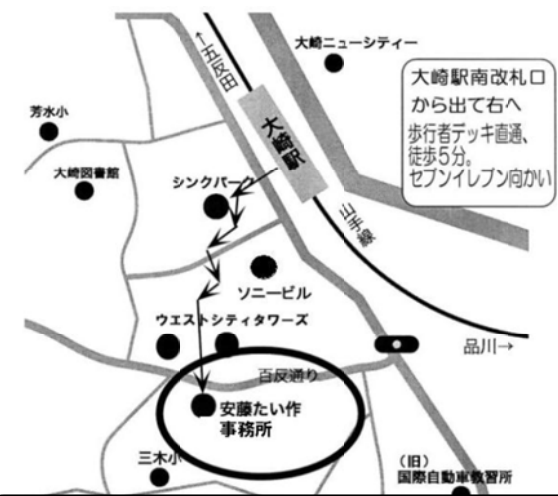 大崎ニューシティー
←五反田
大崎駅南改札口
から出て右へ
歩行者デッキ直通、
徒歩5分。
セブンイレブン向かい
芳水小
大崎駅
大崎図書館
シンクパーク
山手線
ソニービル
ウエストシティタワーズ
品川→
百反通り
安藤たい作
事務所
三木小
(旧)
国際自動車教習所